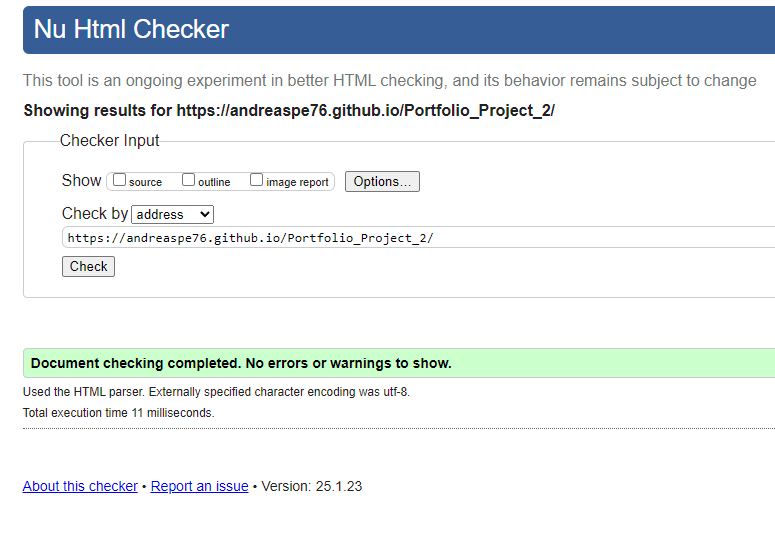 Nu Html Checker
This tool is an ongoing experiment in better HTML checking, and its behavior remains subject to change
Showing results for https://andreaspe76.github.io/Portfolio_Project_2/
Checker Input
Show source outline image report Options...
Check by address
https://andreaspe76.github.io/Portfolio_Project_2/
Check
Document checking completed. No errors or warnings to show.
Used the HTML parser. Externally specified character encoding was utf-8.
Total execution time 11 milliseconds.
About this checker • Report an issue • Version: 25.1.23